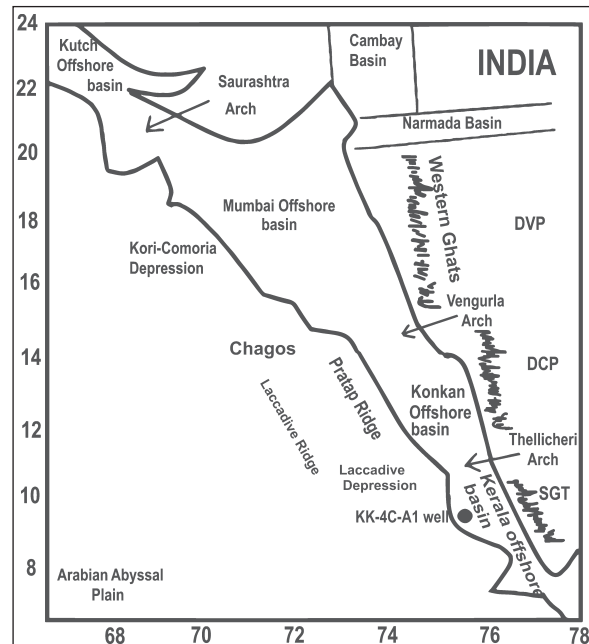 24
22
20
18
16
14
12
10
8
Kutch
Offshore
basin
Saurashtra
Arch
Cambay
Basin
INDIA
Narmada Basin
Western Ghats
Mumbai Offshore
basin
DVP
Kori-Comoria
Depression
Vengurla
Arch
Chagos
Laccadive Ridge
Pratap Ridge
DCP
Konkan
Offshore
basin
Thellicheri
Arch
Laccadive
Depression
SGT
KK-4C-A1 well
Kerala offshore
basin
Arabian Abyssal
Plain
68 70 72 74 76 78